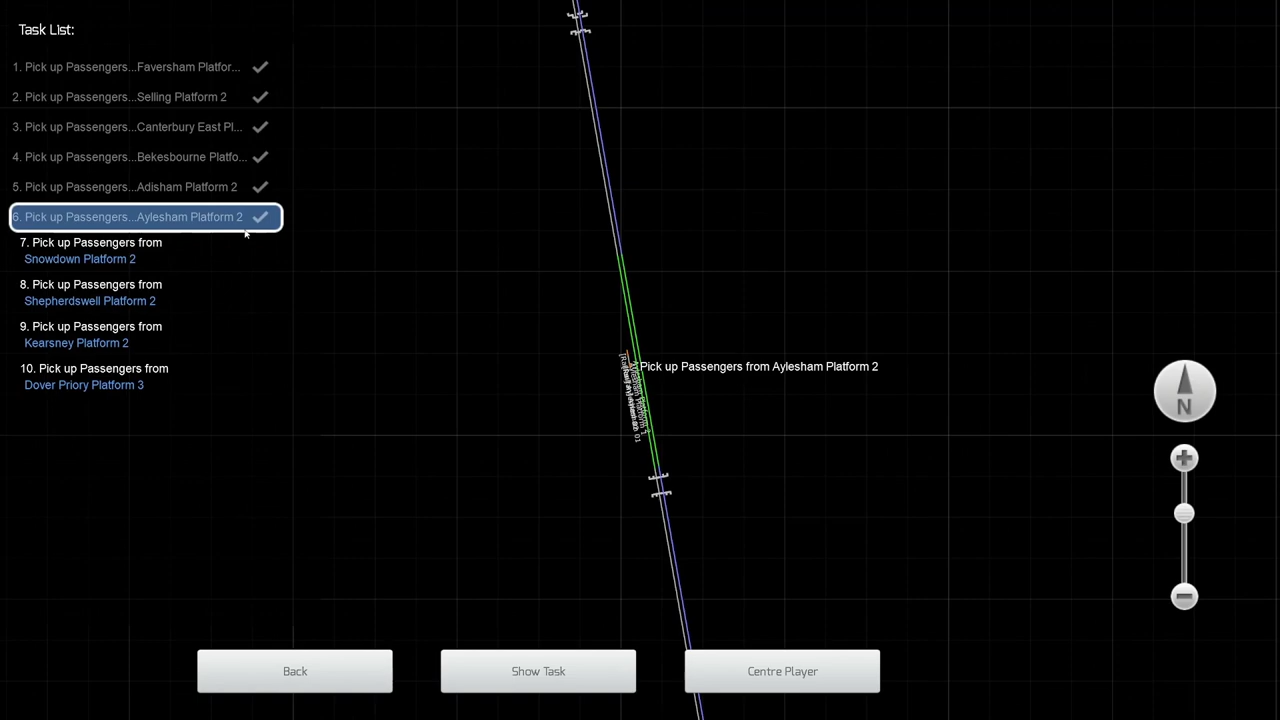 Task List:
1. Pick up Passengers...Faversham Platfor...
2. Pick up Passengers...Selling Platform 2
3. Pick up Passengers...Canterbury East Pl...
4. Pick up Passengers...Bekesbourne Platfo...
5. Pick up Passengers...Adisham Platform 2
6. Pick up Passengers...Aylesham Platform 2
7. Pick up Passengers from
Snowdown Platform 2
8. Pick up Passengers from
Shepherdswell Platform 2
9. Pick up Passengers from
Kearsney Platform 2
10. Pick up Passengers from
Dover Priory Platform 3
Pick up Passengers from Aylesham Platform 2
N
Back
Show Task
Centre Player